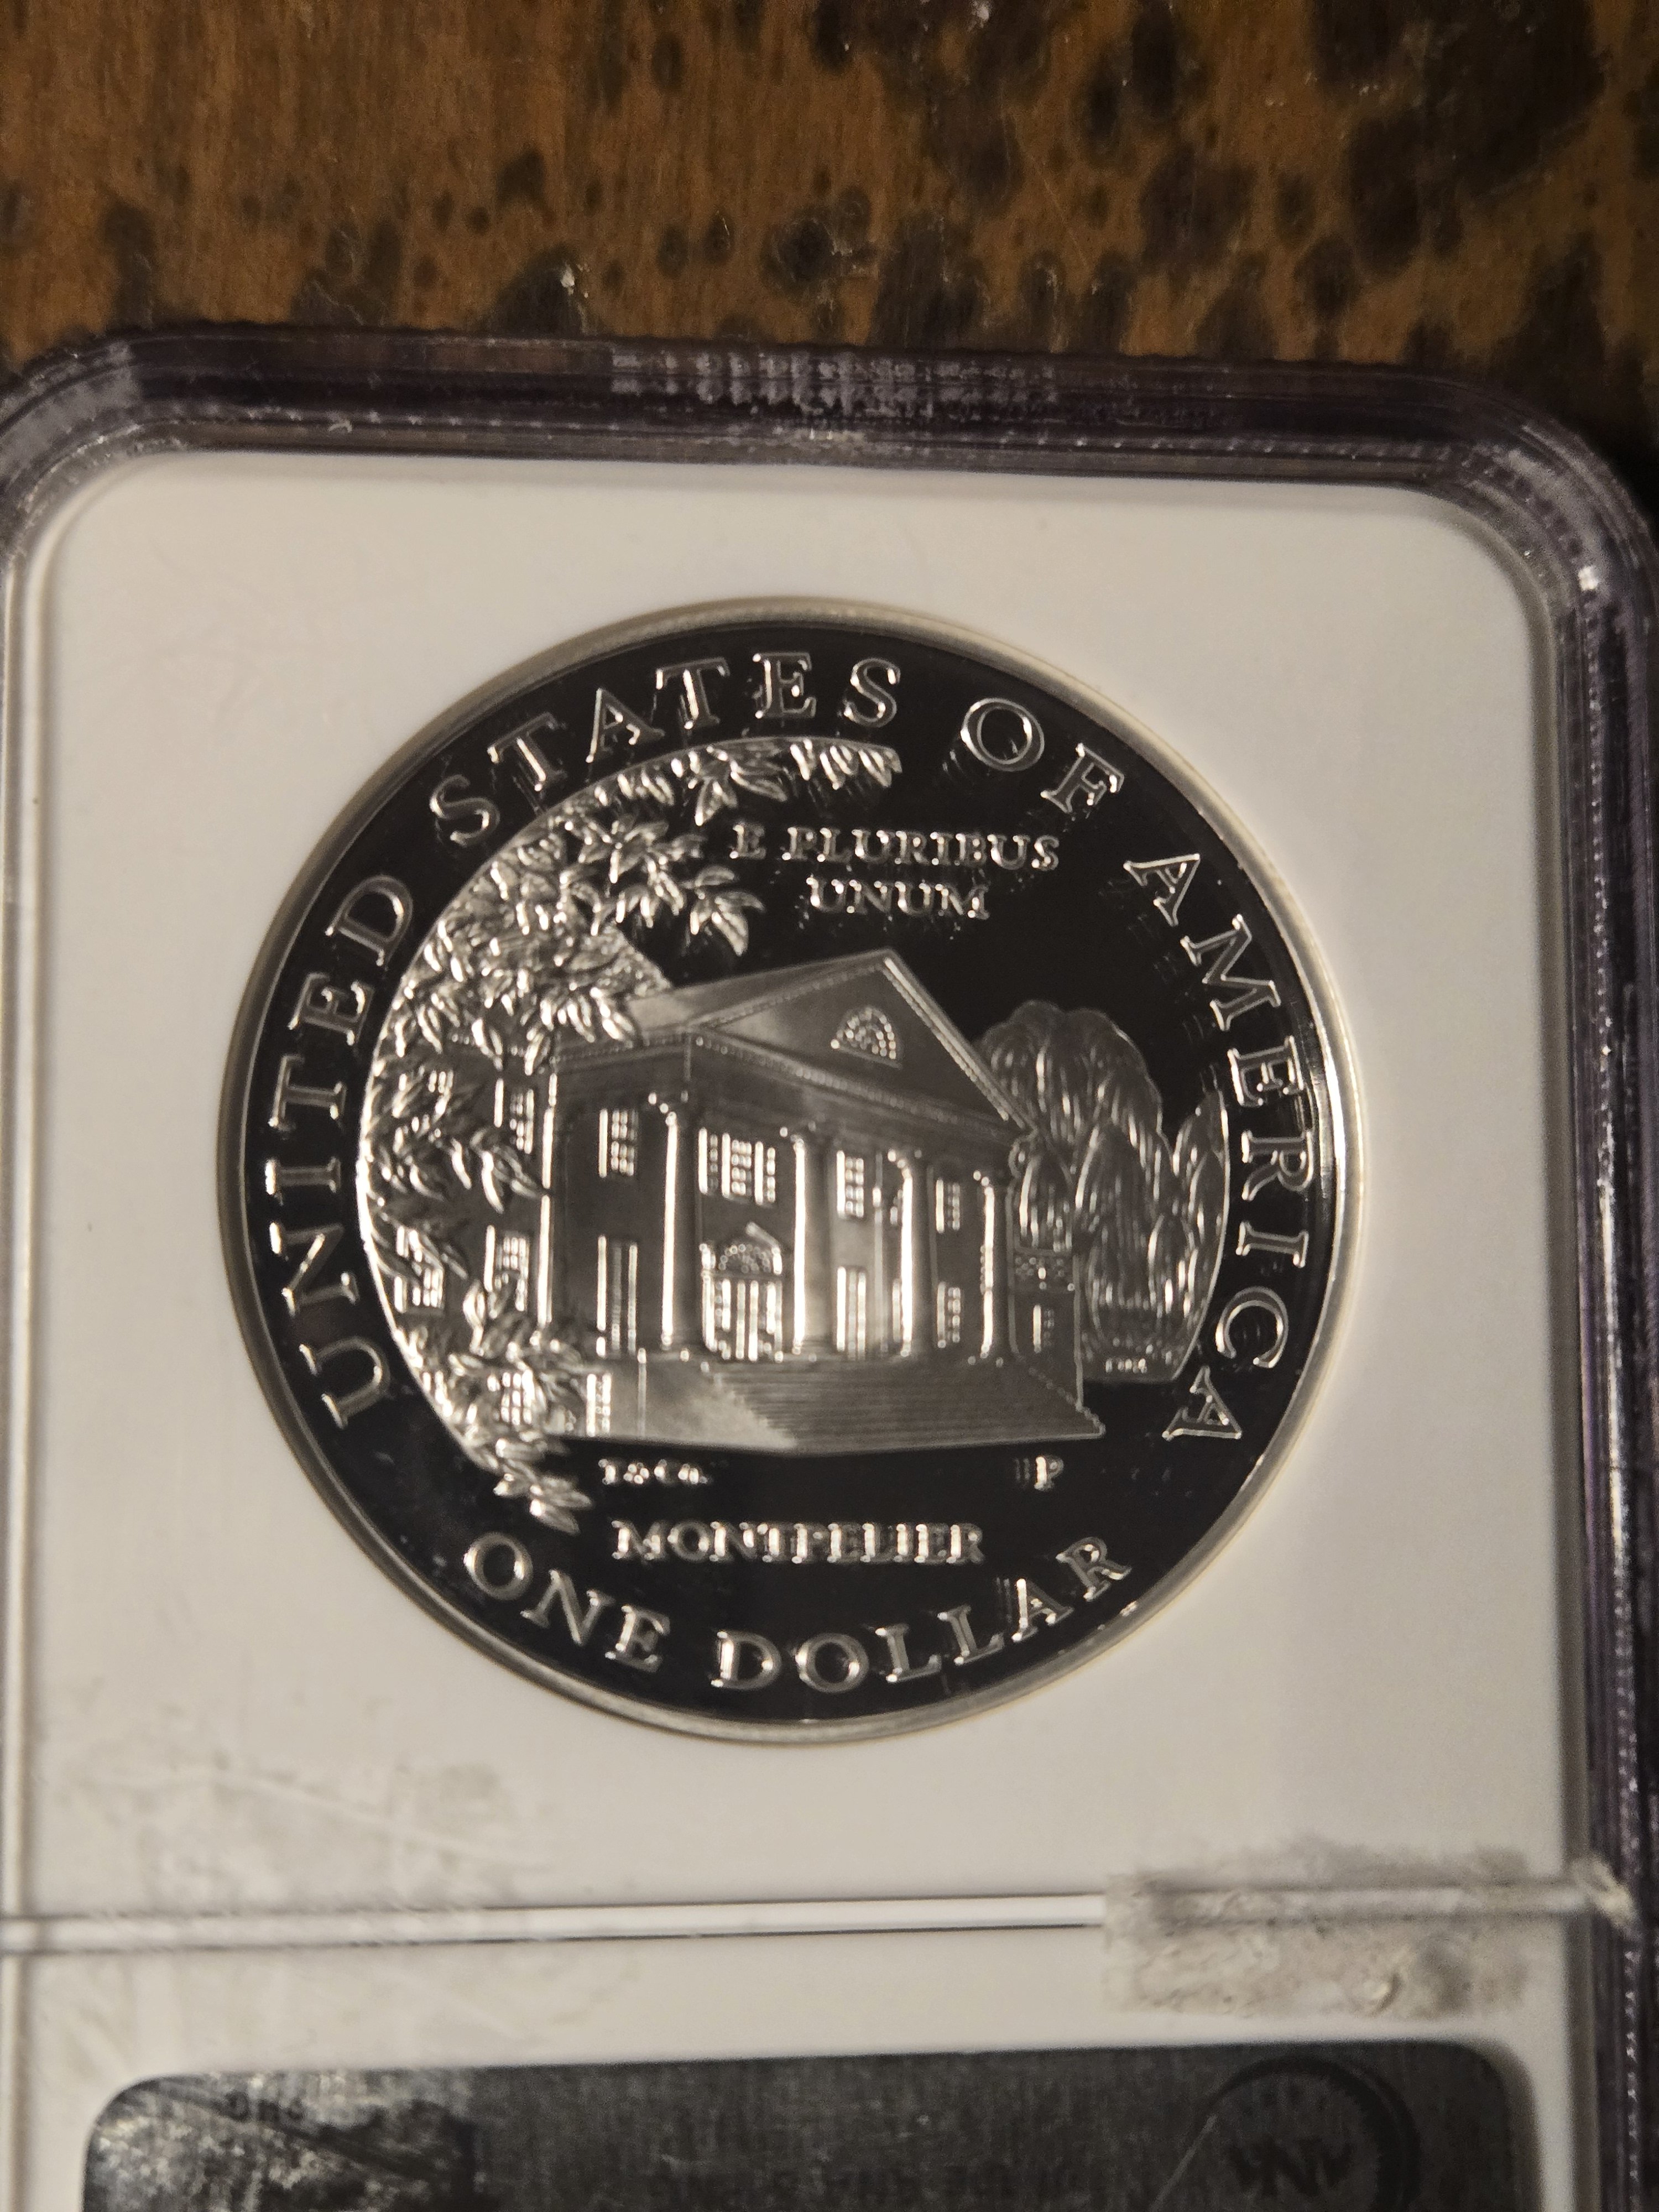 UNITED STATES OF AMERICA
E PLURIBUS
UNUM
P
MONTPELIER
ONE DOLLAR